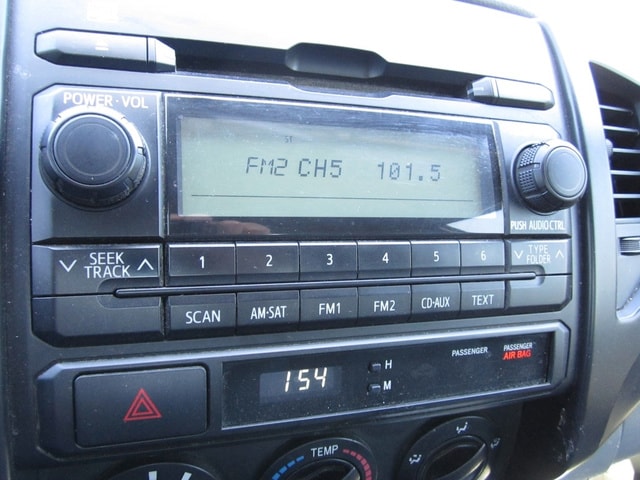 POWER·VOL
ST
FM2 CH5 101.5
PUSH AUDIO CTRL
SEEK
TRACK
1 2 3 4 5 6
TYPE
FOLDER
SCAN AM·SAT FM1 FM2 CD·AUX TEXT
154
H
M
PASSENGER
PASSENGER
AIR BAG
TEMP